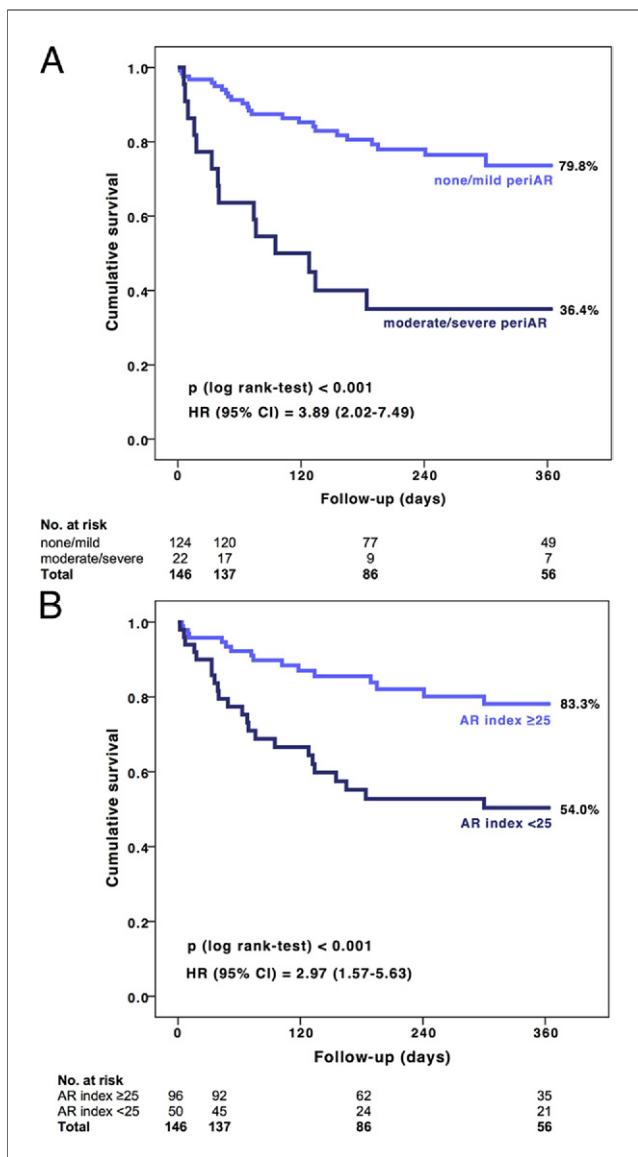 A
1.0
0.8
0.6
0.4
0.2
0.0
Cumulative survival
79.8%
none/mild periAR
36.4%
moderate/severe periAR
p (log rank-test) < 0.001
HR (95% CI) = 3.89 (2.02-7.49)
0 120 240 360
Follow-up (days)
No. at risk
none/mild 124 120 77 49
moderate/severe 22 17 9 7
Total 146 137 86 56
B
1.0
0.8
0.6
0.4
0.2
0.0
Cumulative survival
83.3%
AR index ≥25
54.0%
AR index <25
p (log rank-test) < 0.001
HR (95% CI) = 2.97 (1.57-5.63)
0 120 240 360
Follow-up (days)
No. at risk
AR index ≥25 96 92 62 35
AR index <25 50 45 24 21
Total 146 137 86 56